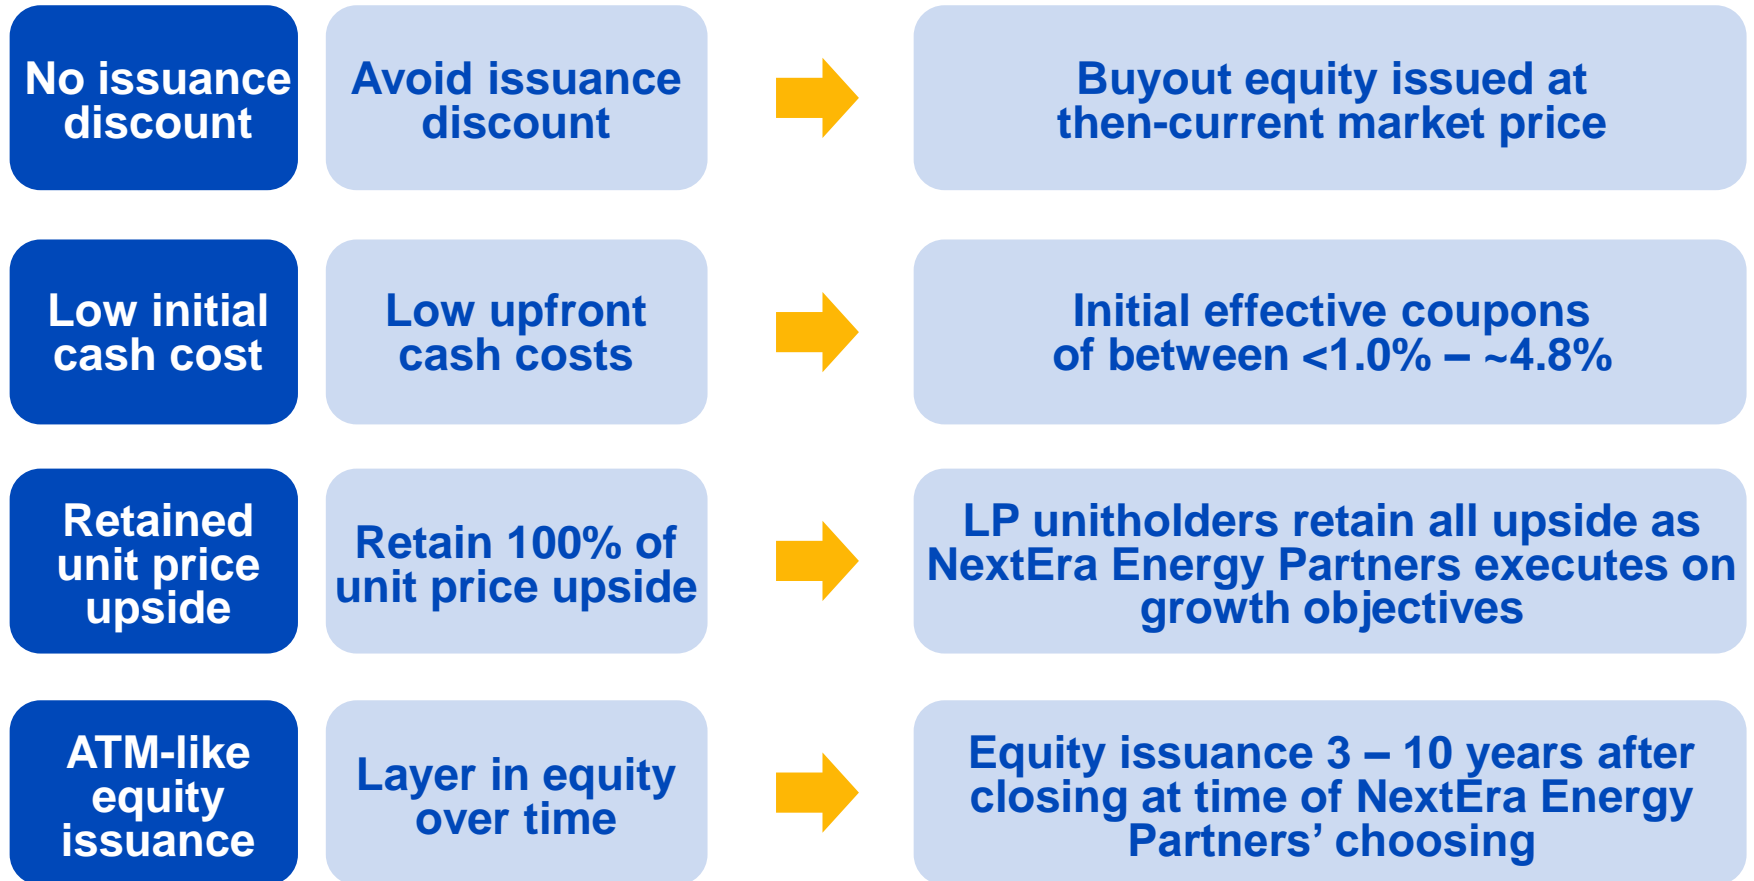 No issuance
discount
Avoid issuance
discount
Buyout equity issued at
then-current market price
Low initial
cash cost
Low upfront
cash costs
Initial effective coupons
of between <1.0% – ~4.8%
Retained
unit price
upside
Retain 100% of
unit price upside
LP unitholders retain all upside as
NextEra Energy Partners executes on
growth objectives
ATM-like
equity
issuance
Layer in equity
over time
Equity issuance 3 – 10 years after
closing at time of NextEra Energy
Partners’ choosing